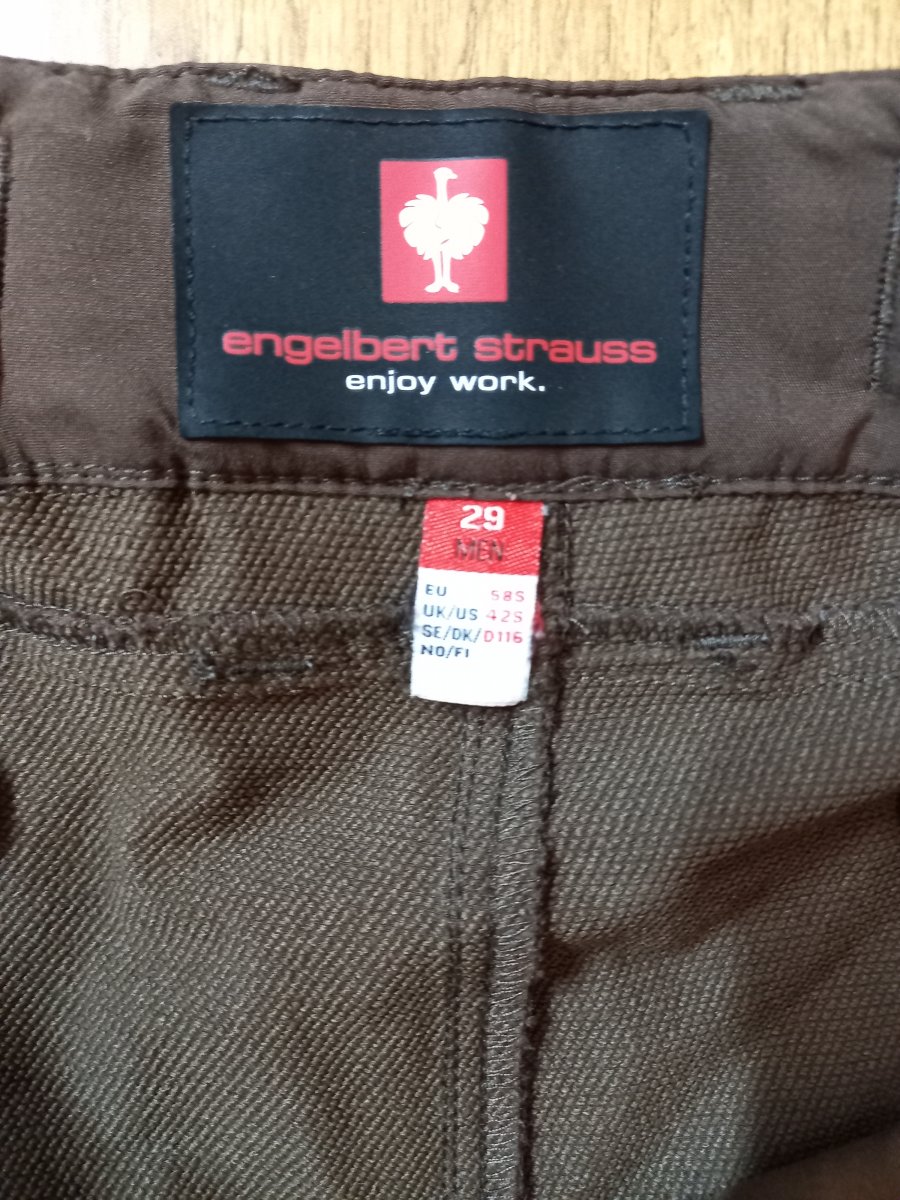 engelbert strauss
enjoy work.
29
MEN
EU 58S
UK/US 42S
SE/DK/ D116
NO/FI